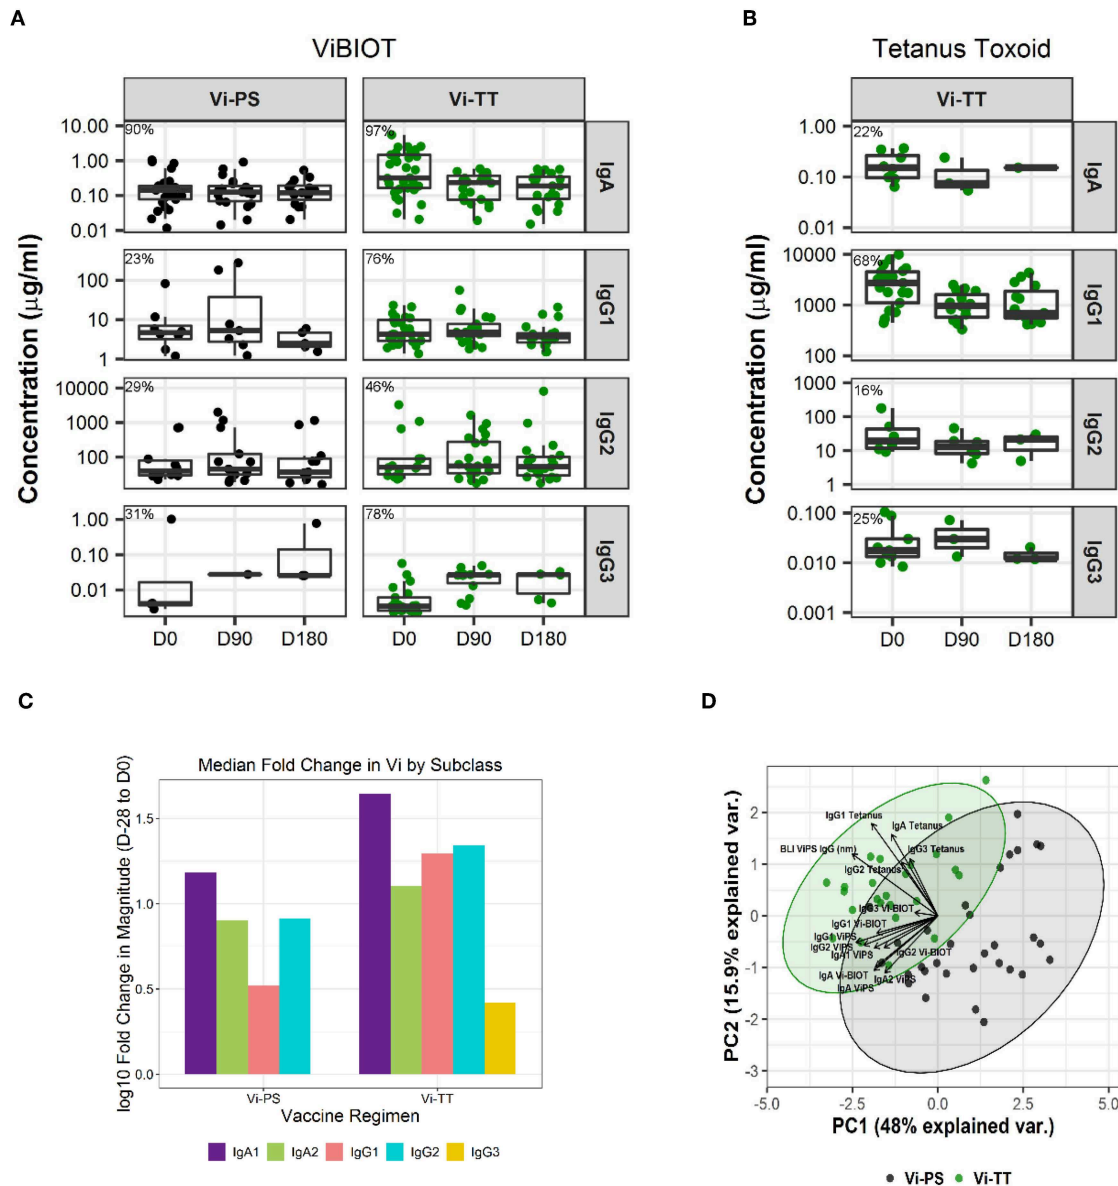 A
ViBIOT
Vi-PS
Vi-TT
Concentration (μg/ml)
10.00
1.00
0.10
0.01
90%
97%
IgA
100
10
1
23%
76%
IgG1
10000
1000
100
29%
46%
IgG2
1.00
0.10
0.01
31%
78%
IgG3
D0
D90
D180
D0
D90
D180
B
Tetanus Toxoid
Vi-TT
Concentration (μg/ml)
1.00
0.10
0.01
22%
IgA
10000
1000
100
68%
IgG1
1000
100
10
1
16%
IgG2
0.100
0.010
0.001
25%
IgG3
D0
D90
D180
C
Median Fold Change in Vi by Subclass
log10 Fold Change in Magnitude (D-28 to D0)
1.5
1.0
0.5
0.0
Vi-PS
Vi-TT
Vaccine Regimen
IgA1
IgA2
IgG1
IgG2
IgG3
D
PC2 (15.9% explained var.)
2
1
0
-1
-2
-3
IgG1 Tetanus
IgA Tetanus
BLI ViPS IgG (nm)
IgG3 Tetanus
IgG2 Tetanus
IgG3 Vi-BIOT
IgG1 Vi-BIOT
IgG1 ViPS
IgG2 ViPS
IgG2 Vi-BIOT
IgA1 ViPS
IgA Vi-BIOT
IgA2 ViPS
IgA ViPS
-5.0
-2.5
0.0
2.5
5.0
PC1 (48% explained var.)
Vi-PS
Vi-TT